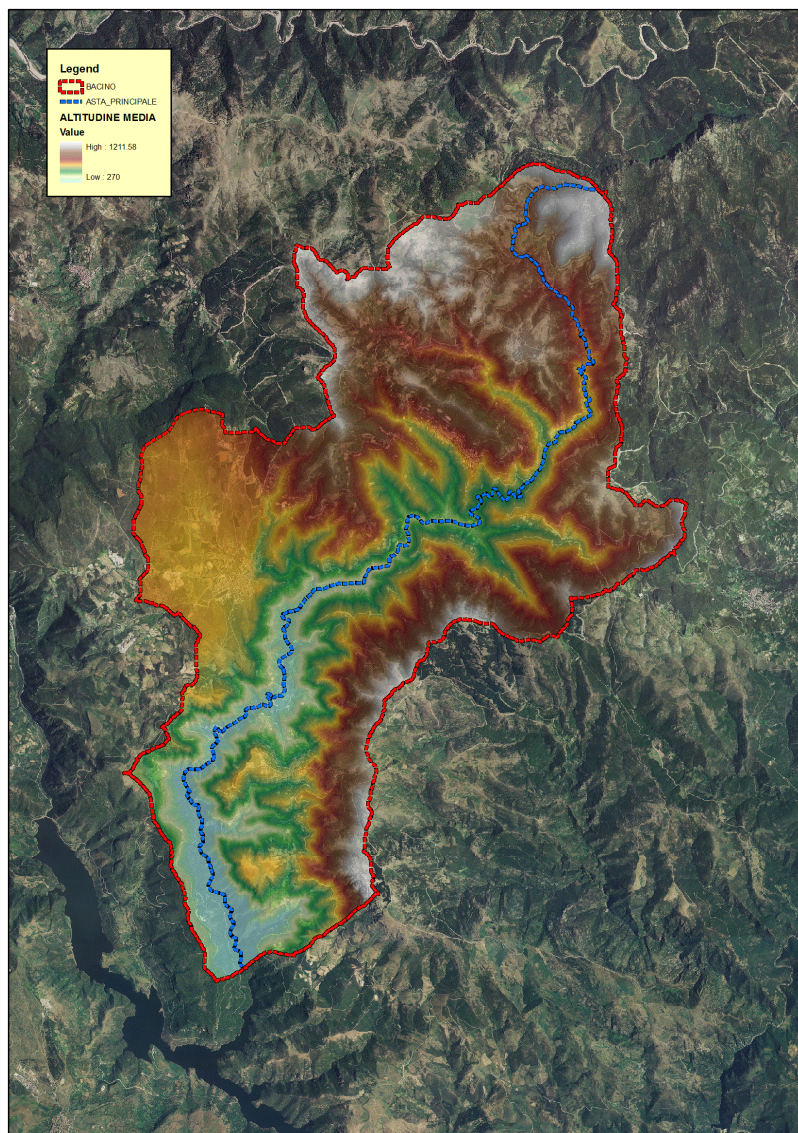 Legend
BACINO
ASTA_PRINCIPALE
ALTITUDINE MEDIA
Value
High : 1211.58
Low : 270